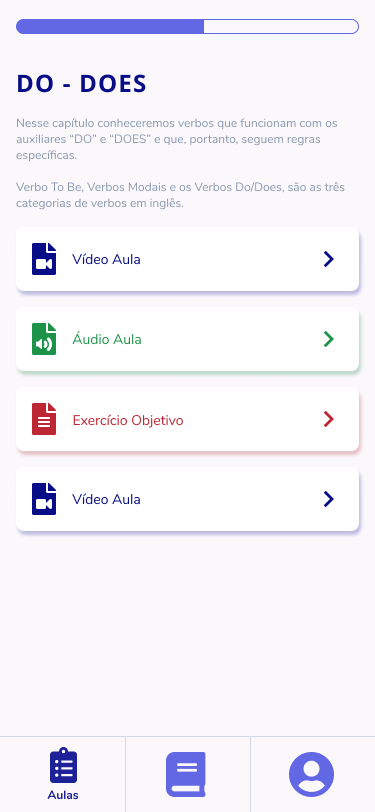 DO - DOES
Nesse capítulo conheceremos verbos que funcionam com os
auxiliares “DO” e “DOES” e que, portanto, seguem regras
específicas.
Verbo To Be, Verbos Modais e os Verbos Do/Does, são as três
categorias de verbos em inglês.
Vídeo Aula
Áudio Aula
Exercício Objetivo
Vídeo Aula
Aulas